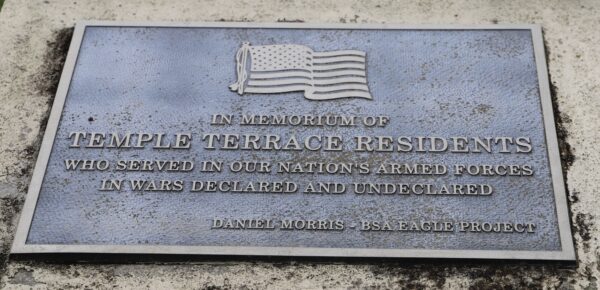 IN MEMORIUM OF
TEMPLE TERRACE RESIDENTS
WHO SERVED IN OUR NATION'S ARMED FORCES
IN WARS DECLARED AND UNDECLARED
DANIEL MORRIS - BSA EAGLE PROJECT